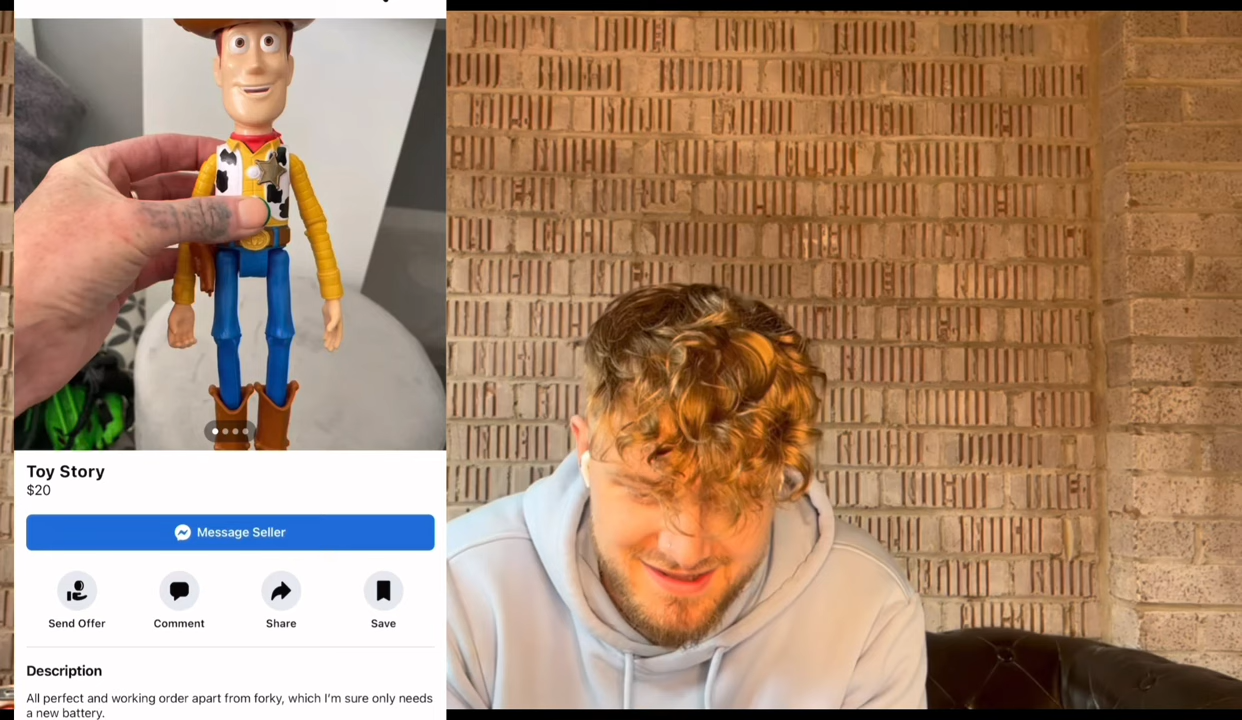 Toy Story
$20
Message Seller
Send Offer
Comment
Share
Save
Description
All perfect and working order apart from forky, which I'm sure only needs
a new battery.